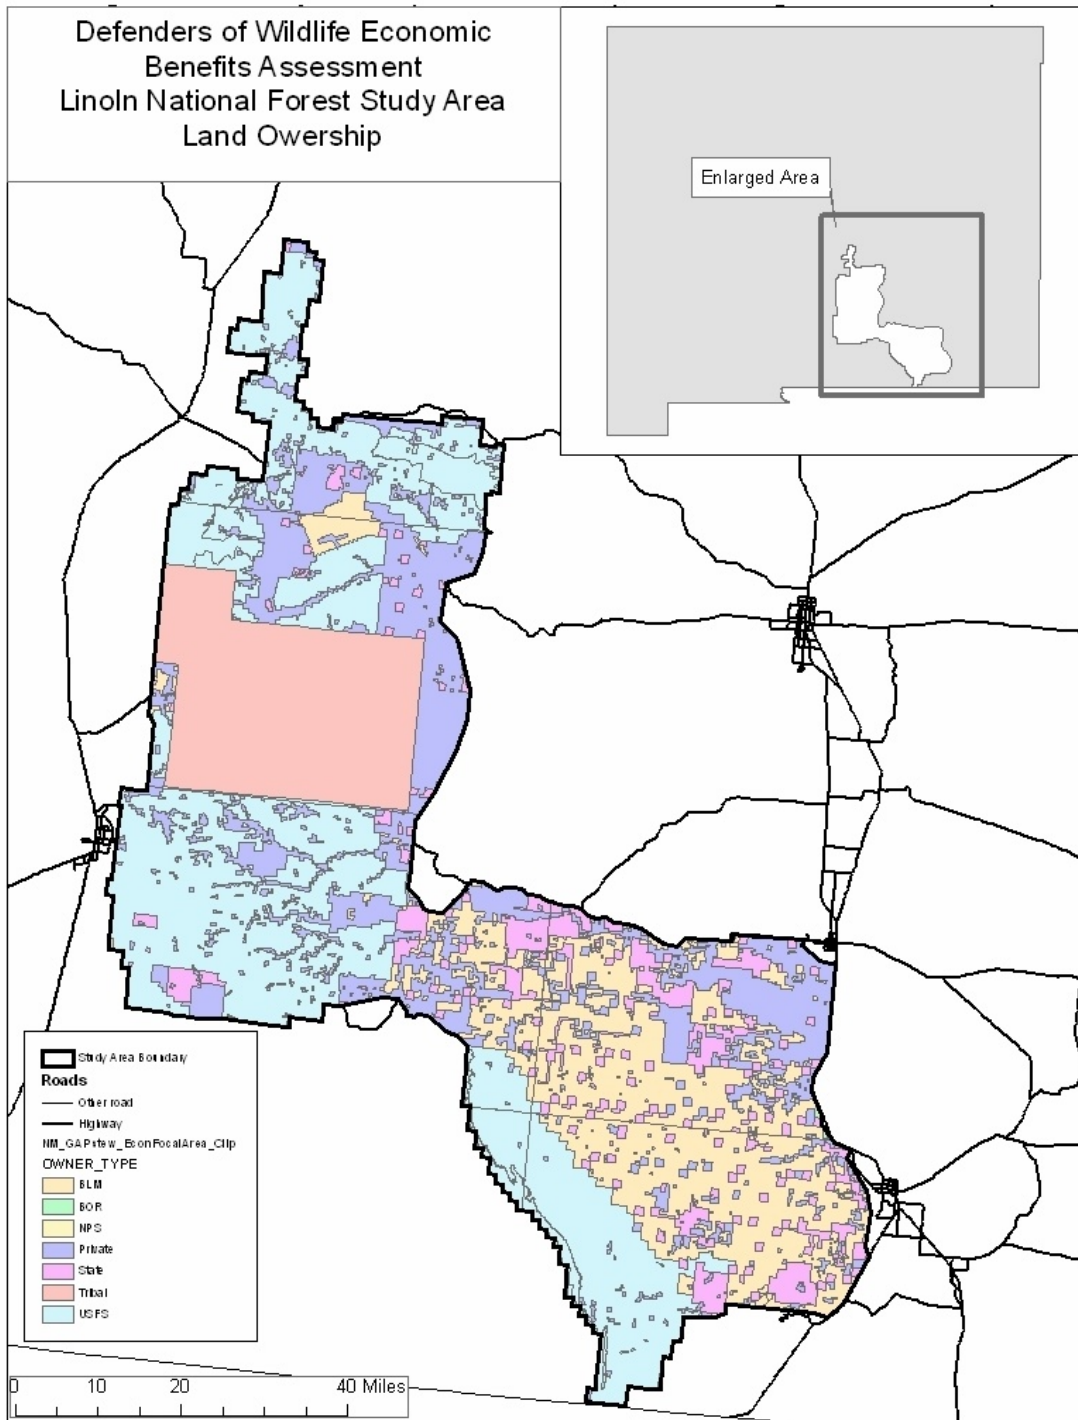 Defenders of Wildlife Economic
Benefits Assessment
Linoln National Forest Study Area
Land Owership
Enlarged Area
Study Area Boundary
Roads
Other road
Highway
NM_GAPstew_EconFocalArea_Clip
OWNER_TYPE
BLM
BOR
NPS
Private
State
Tribal
USFS
0 10 20 40 Miles